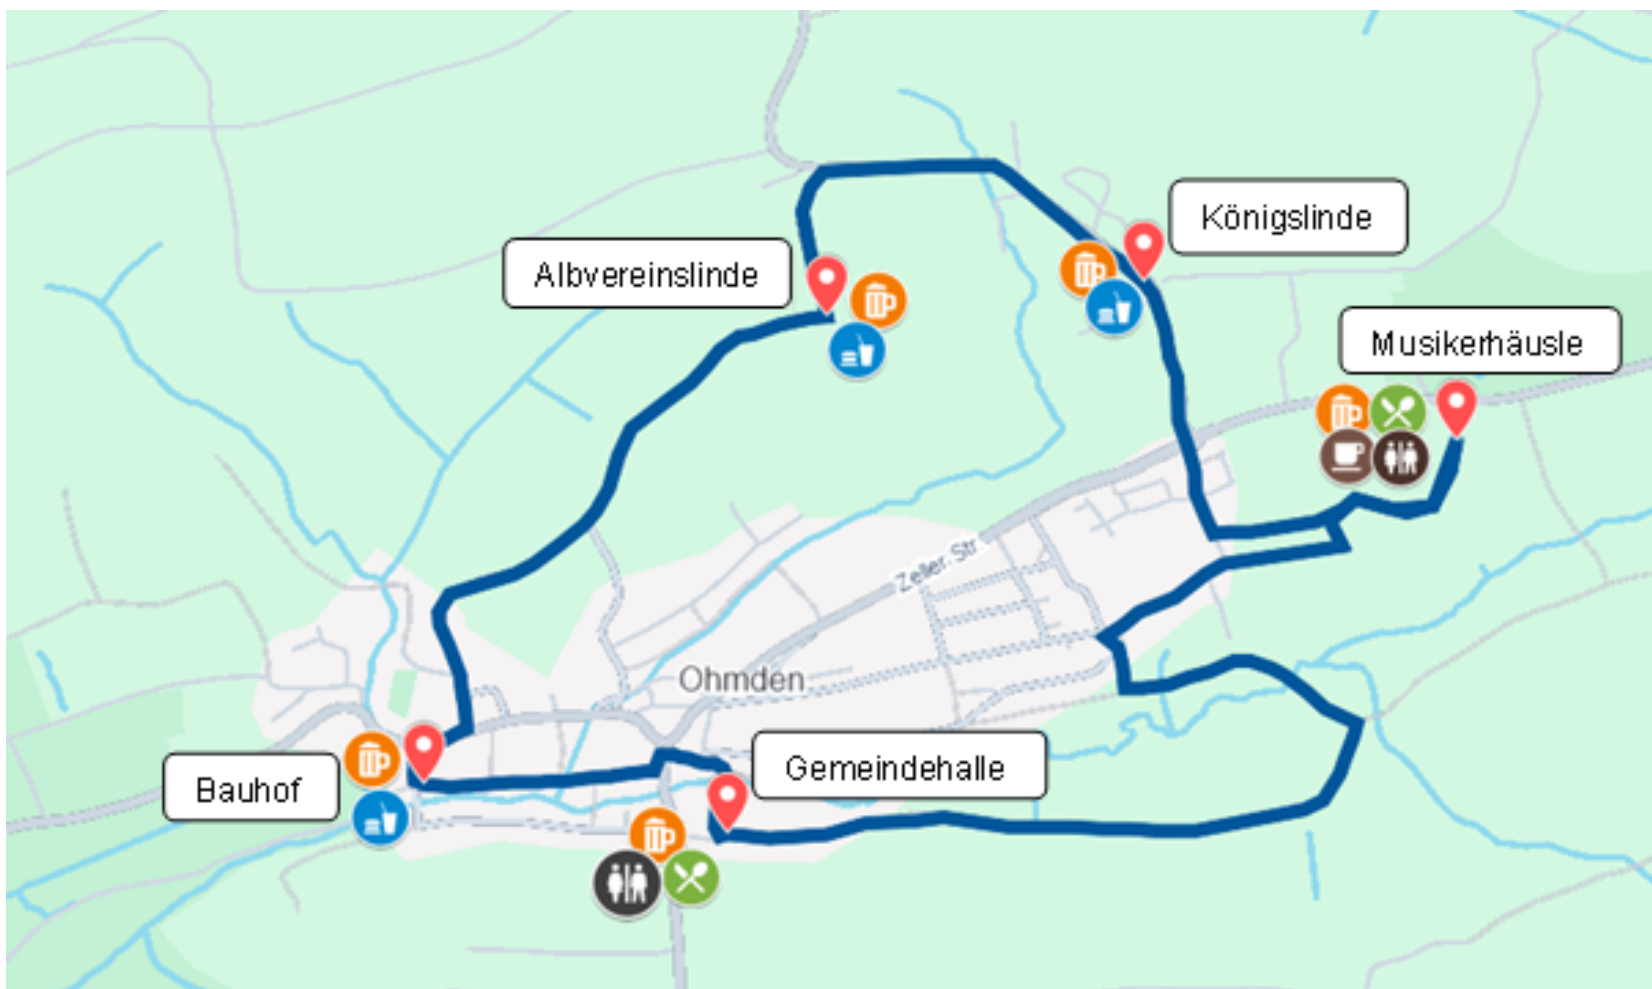 Königslinde
Albvereinslinde
Musikerhäusle
Zeller Str.
Ohmden
Gemeindehalle
Bauhof